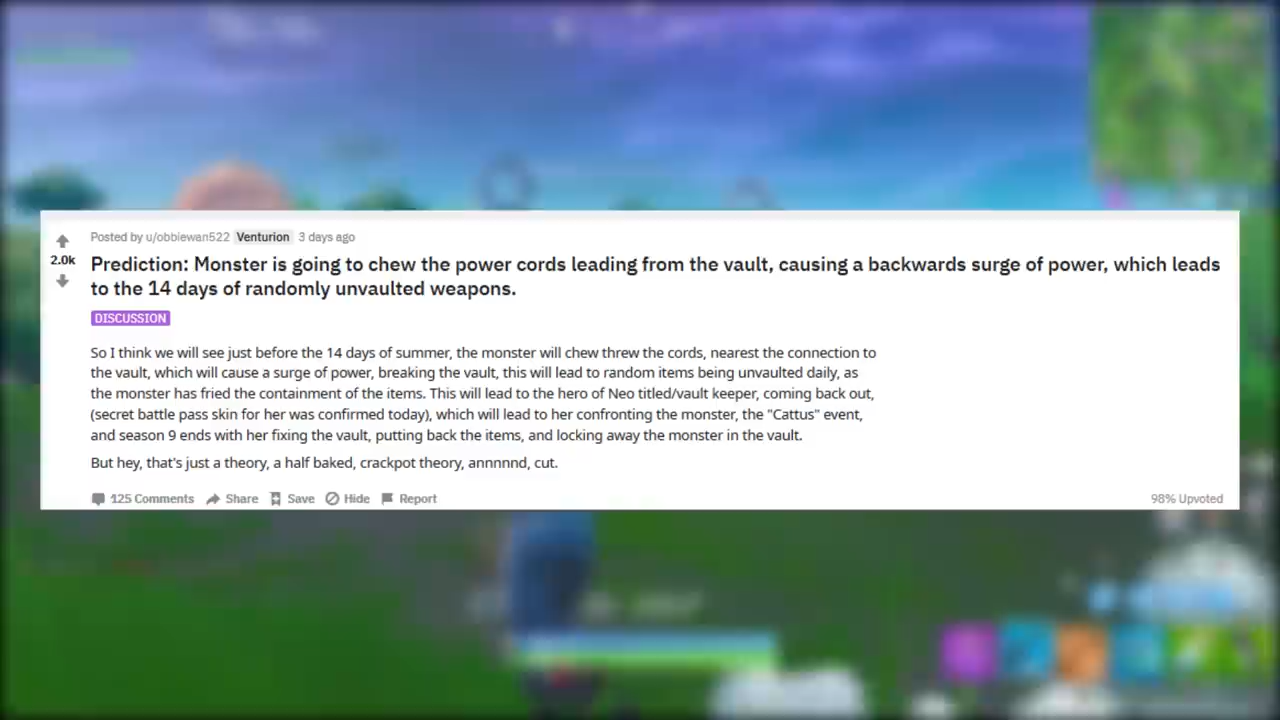 Posted by u/obbiewan522 Venturion 3 days ago
2.0k
Prediction: Monster is going to chew the power cords leading from the vault, causing a backwards surge of power, which leads
to the 14 days of randomly unvaulted weapons.
DISCUSSION
So I think we will see just before the 14 days of summer, the monster will chew threw the cords, nearest the connection to
the vault, which will cause a surge of power, breaking the vault, this will lead to random items being unvaulted daily, as
the monster has fried the containment of the items. This will lead to the hero of Neo titled/vault keeper, coming back out,
(secret battle pass skin for her was confirmed today), which will lead to her confronting the monster, the "Cattus" event,
and season 9 ends with her fixing the vault, putting back the items, and locking away the monster in the vault.
But hey, that's just a theory, a half baked, crackpot theory, annnnnd, cut.
125 Comments Share Save Hide Report 98% Upvoted